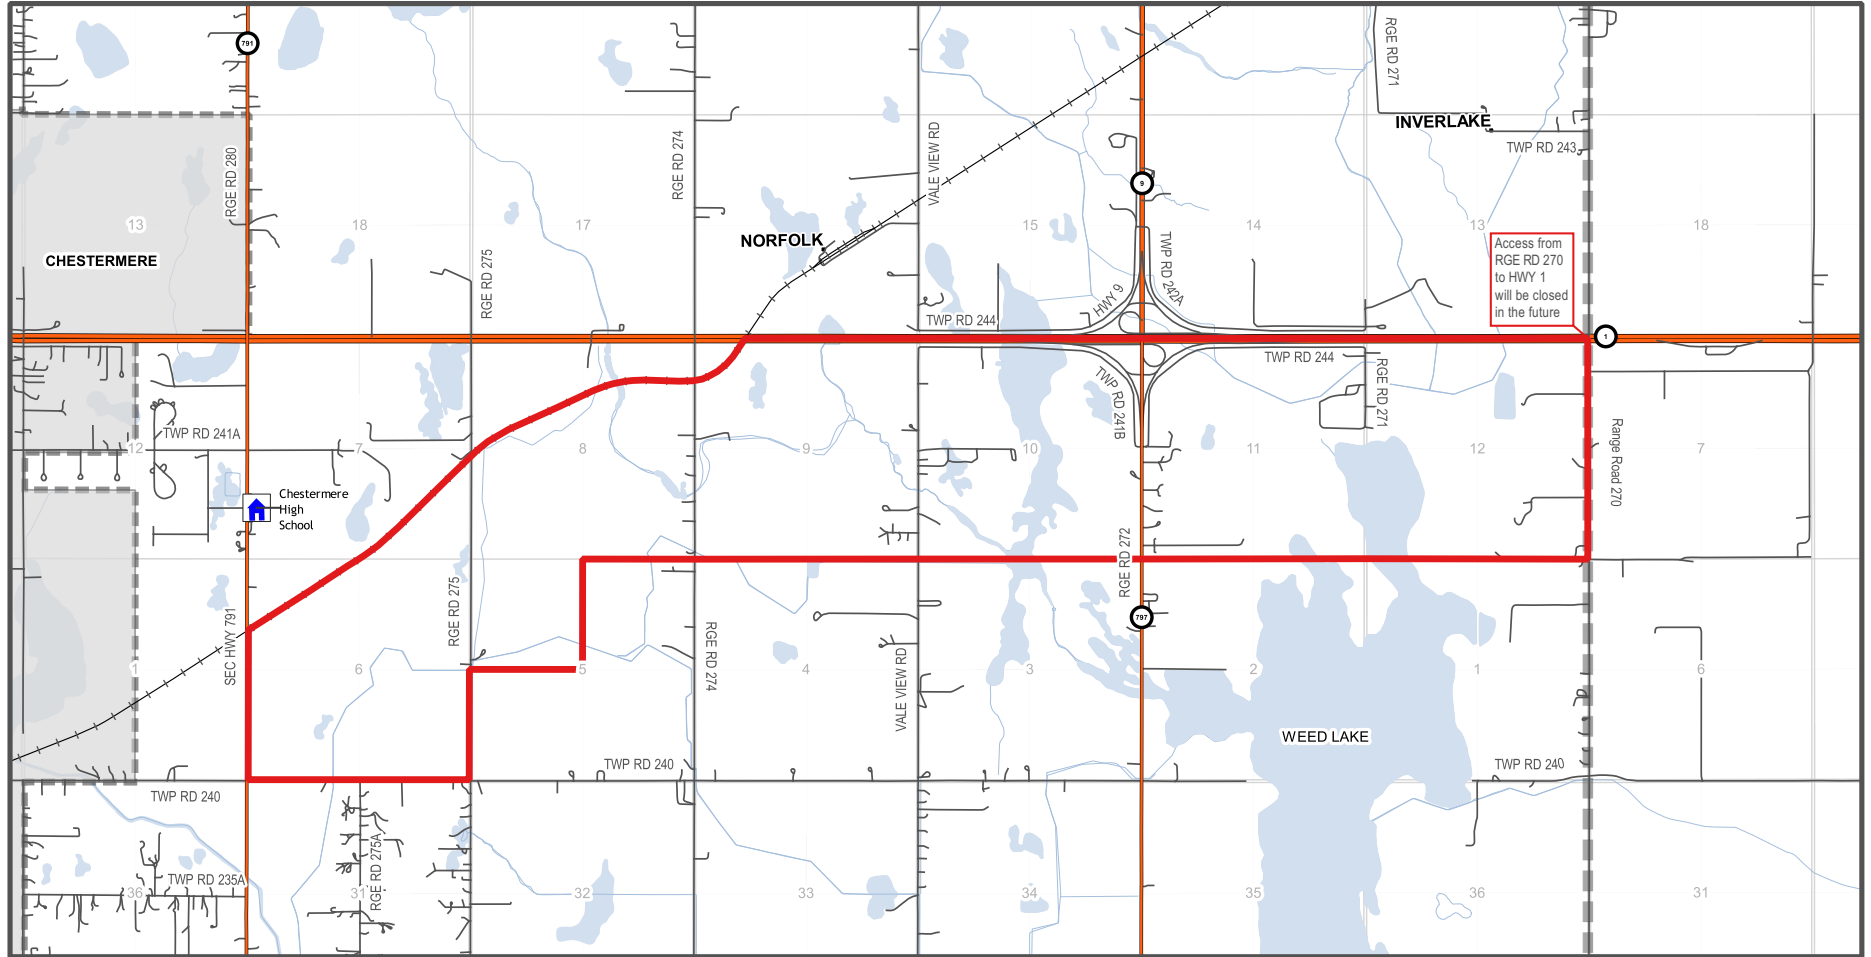 791
RGE RD 271
INVERLAKE
TWP RD 243
RGE RD 280
RGE RD 274
VALE VIEW RD
9
13
18
17
15
14
13
18
CHESTERMERE
NORFOLK
RGE RD 275
TWP RD 242A
HWY 9
Access from
RGE RD 270
to HWY 1
will be closed
in the future
TWP RD 244
1
TWP RD 244
TWP RD 241B
RGE RD 271
TWP RD 241A
12
7
8
9
10
11
12
7
Range Road 270
Chestermere
High
School
RGE RD 272
RGE RD 275
SEC HWY 791
797
RGE RD 274
VALE VIEW RD
1
6
5
4
3
2
1
6
WEED LAKE
TWP RD 240
TWP RD 240
TWP RD 240
RGE RD 275A
TWP RD 235A
36
31
32
33
34
35
36
31